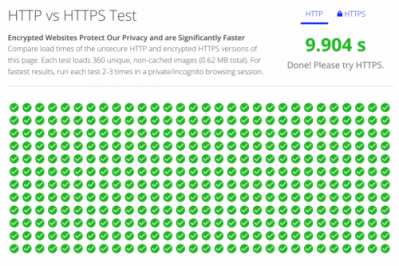 HTTP vs HTTPS Test
Encrypted Websites Protect Our Privacy and are Significantly Faster
Compare load times of the unsecure HTTP and encrypted HTTPS versions of
this page. Each test loads 360 unique, non-cached images (0.62 MB total). For
fastest results, run each test 2-3 times in a private/incognito browsing session.
HTTP HTTPS
9.904 s
Done! Please try HTTPS.